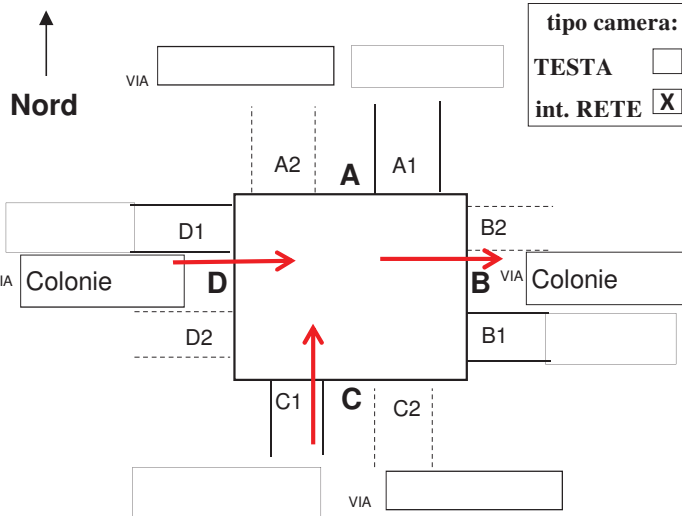 tipo camera:
TESTA
int. RETE X
Nord
VIA
A2
A
A1
D1
B2
VIA Colonie
D
B
VIA Colonie
D2
B1
C1
C
C2
VIA